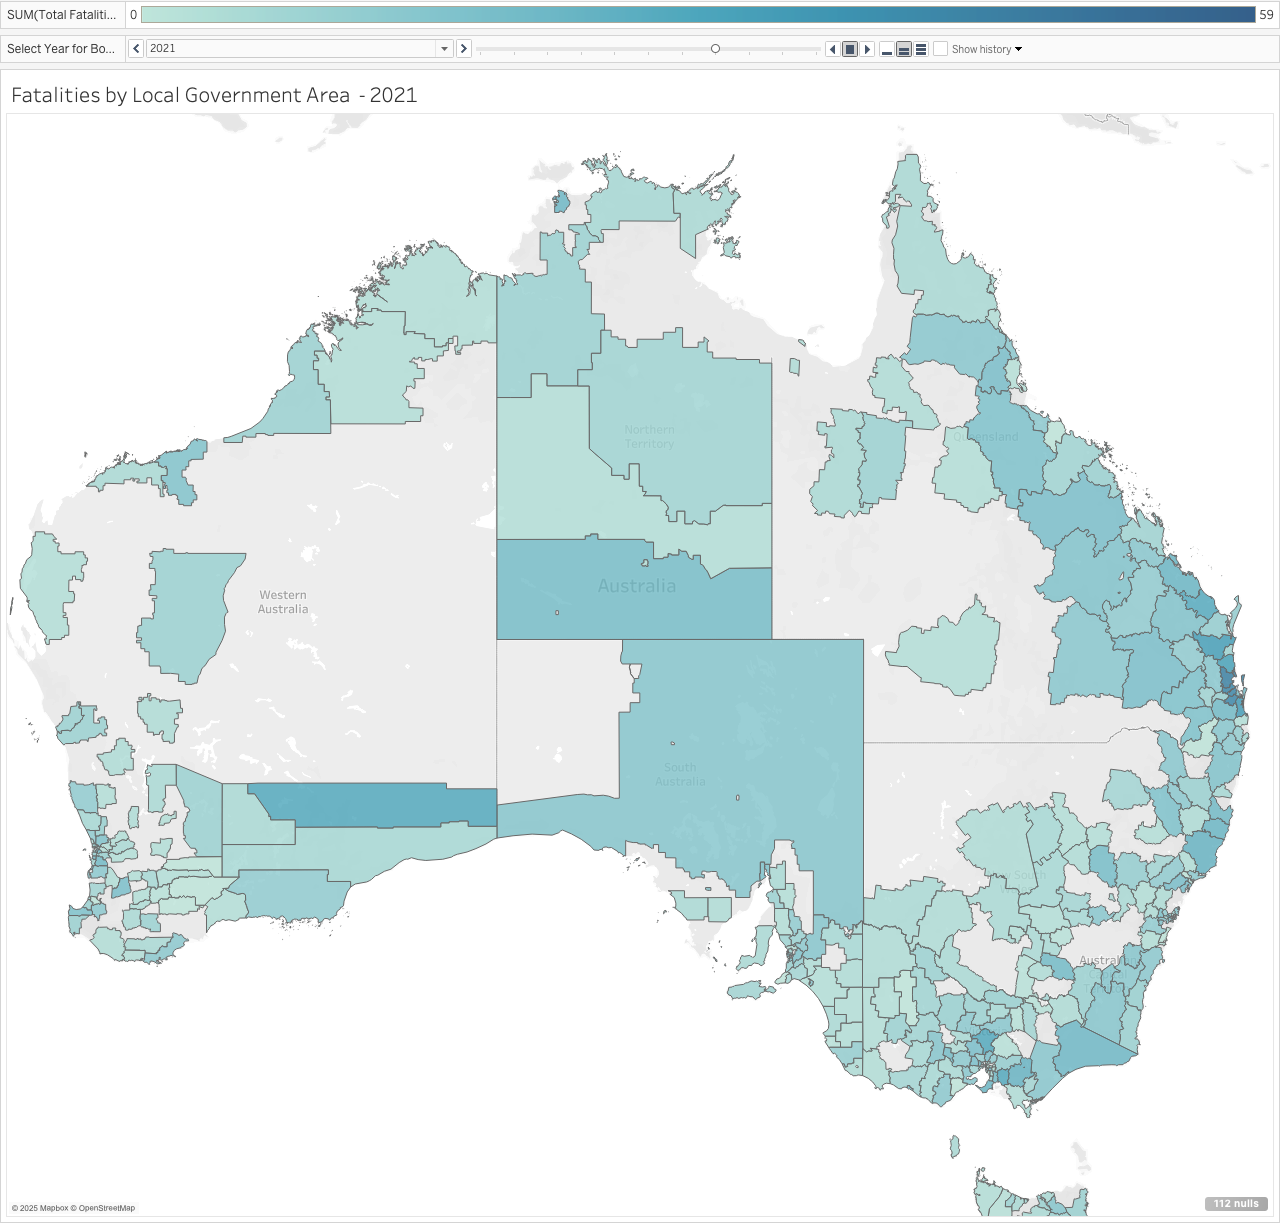 SUM(Total Fataliti...
0
59
Select Year for Bo...
2021
Show history
Fatalities by Local Government Area - 2021
Northern
Territory
Queensland
Australia
Western
Australia
South
Australia
South
Austral
112 nulls
© 2025 Mapbox © OpenStreetMap